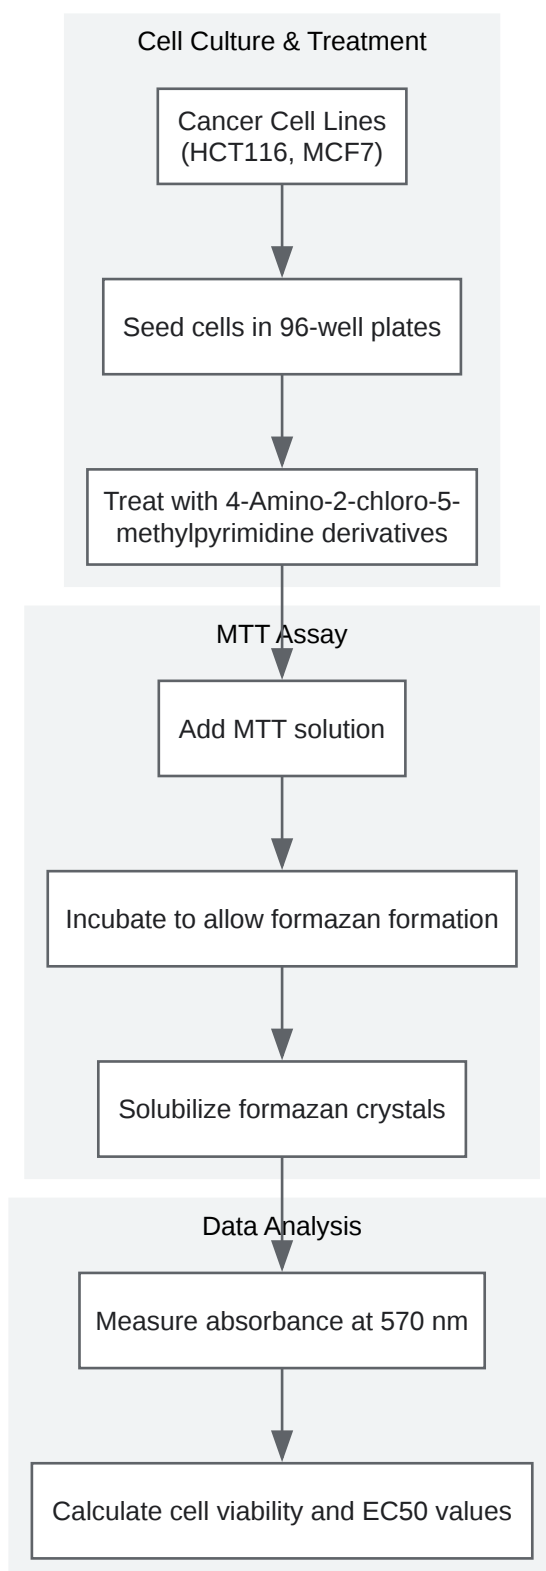 Cell Culture & Treatment
Cancer Cell Lines
(HCT116, MCF7)
Seed cells in 96-well plates
Treat with 4-Amino-2-chloro-5-
methylpyrimidine derivatives
MTT Assay
Add MTT solution
Incubate to allow formazan formation
Solubilize formazan crystals
Data Analysis
Measure absorbance at 570 nm
Calculate cell viability and EC50 values